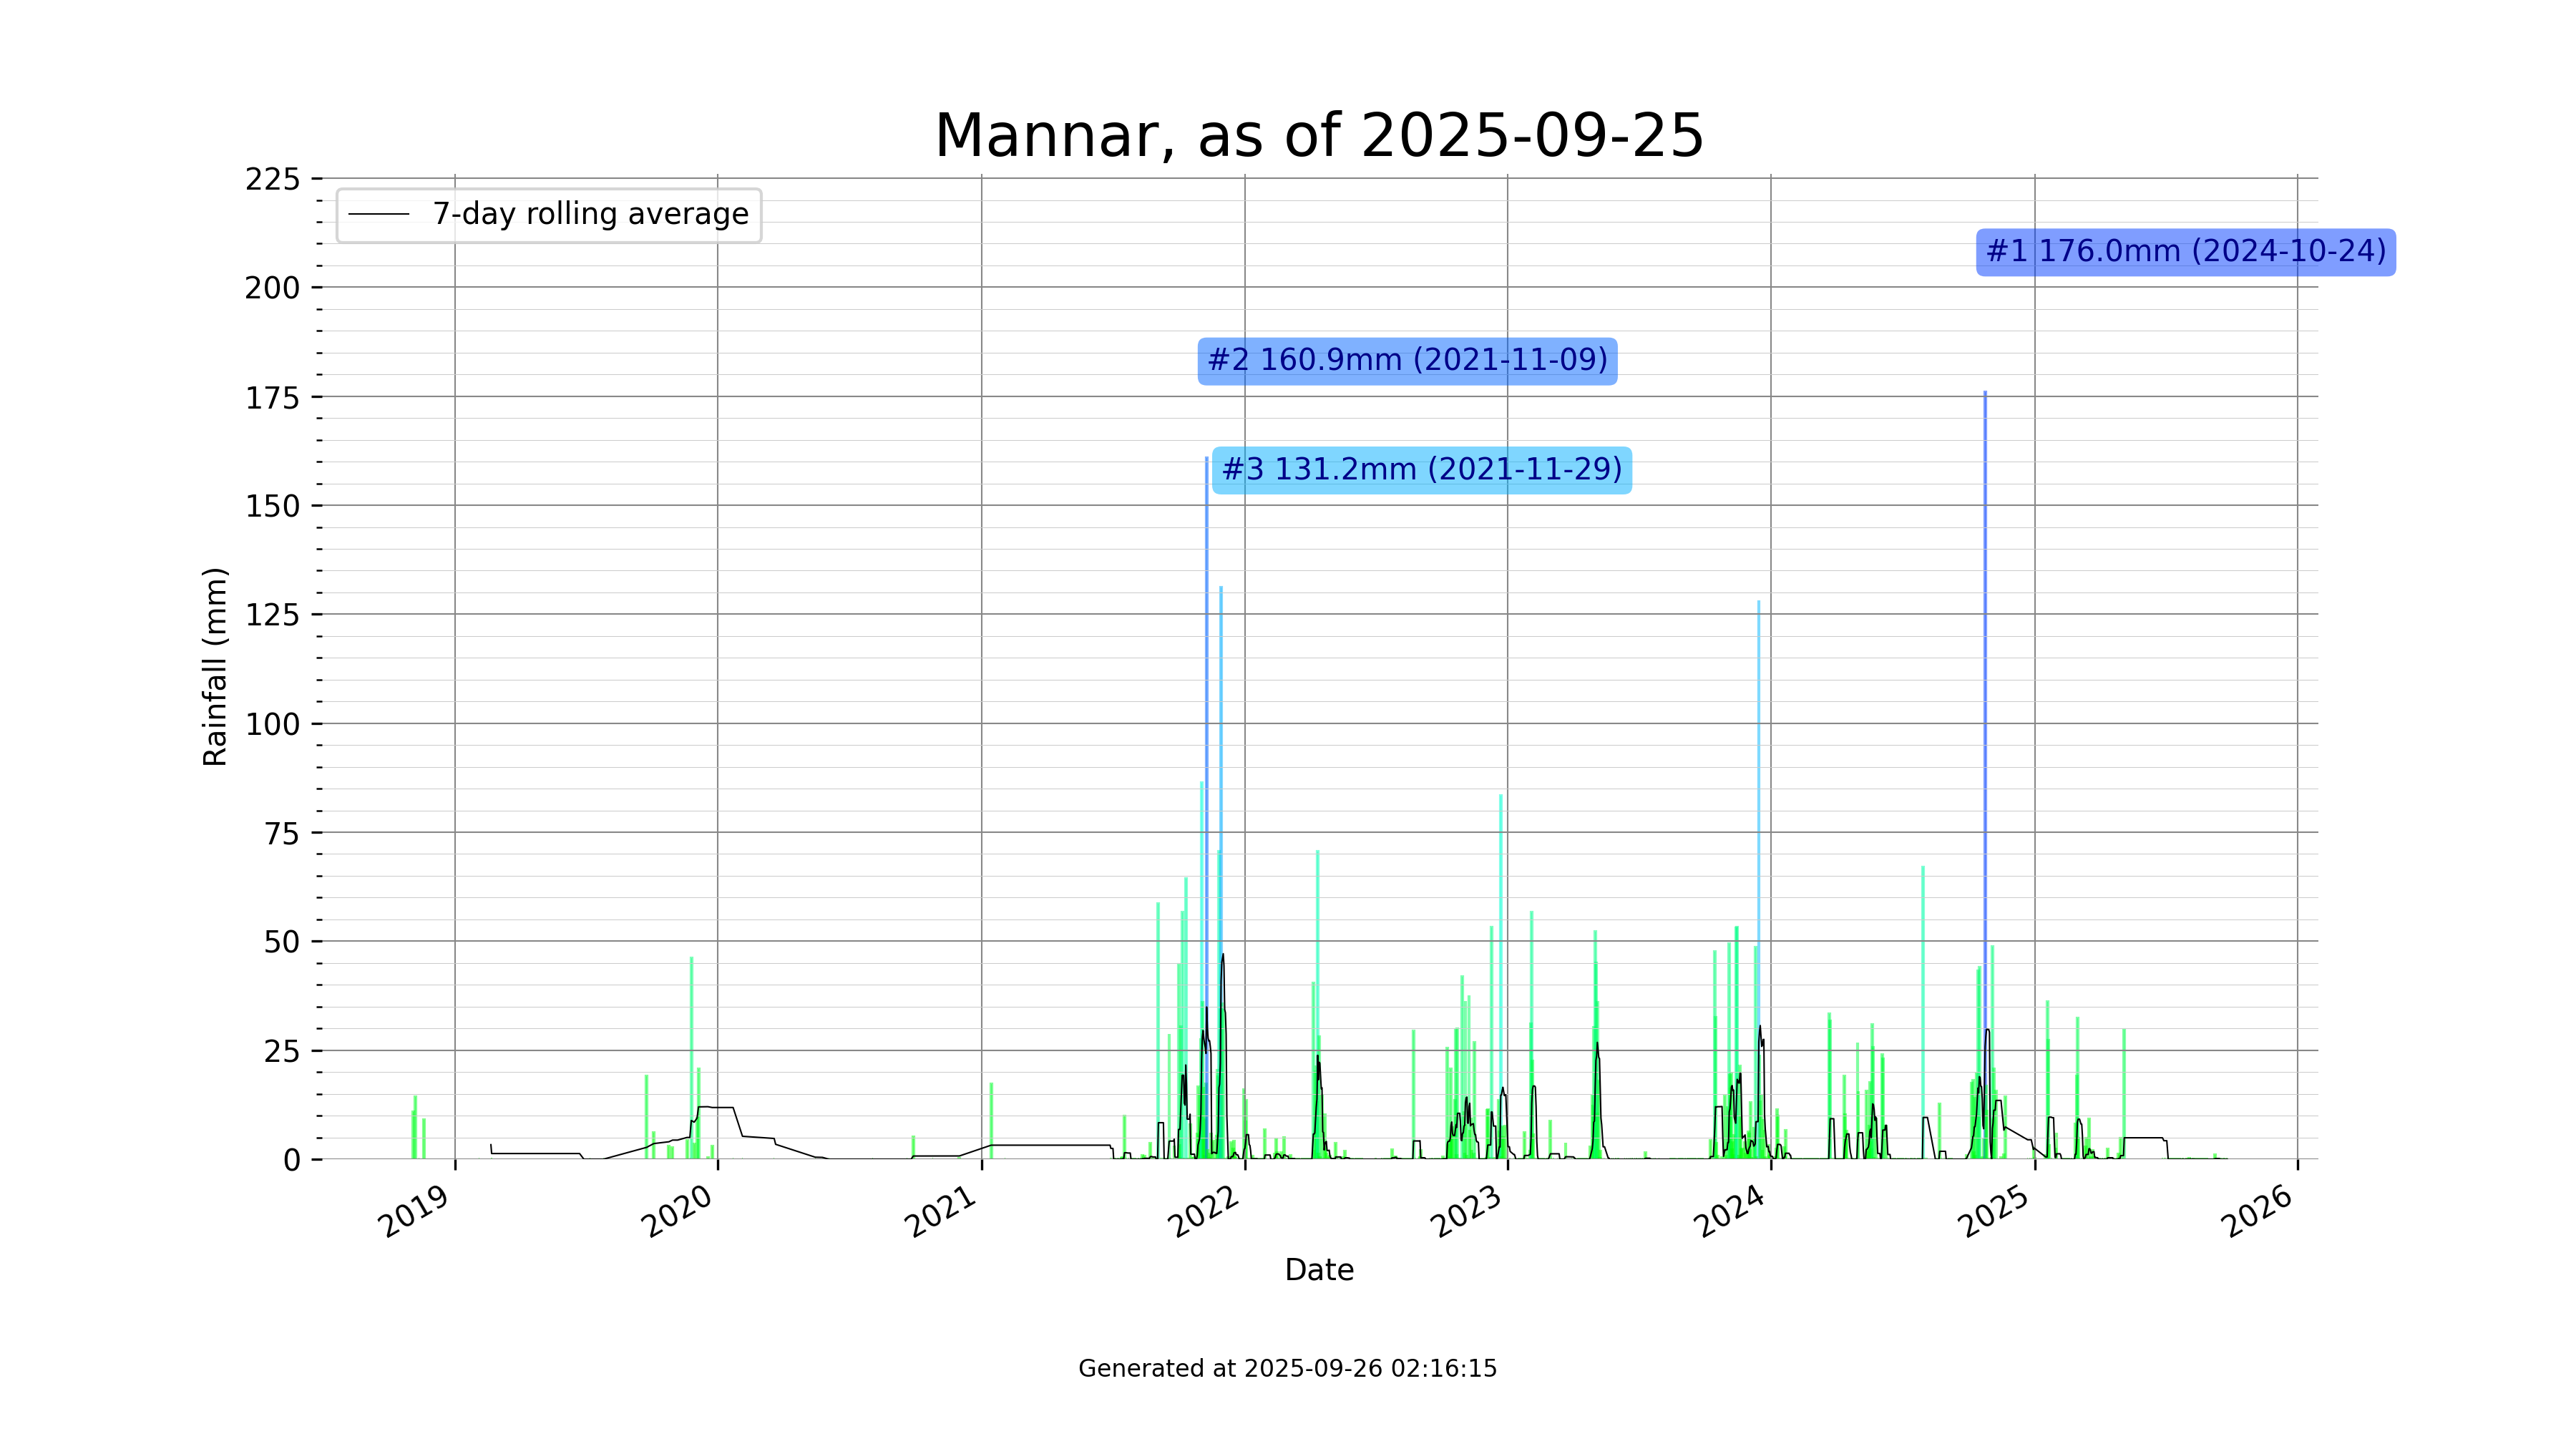 Mannar, as of 2025-09-25
225
7-day rolling average
#1 176.0mm (2024-10-24)
200
#2 160.9mm (2021-11-09)
175
#3 131.2mm (2021-11-29)
150
125
Rainfall (mm)
100
75
50
25
0
2019 2020 2021 2022 2023 2024 2025 2026
Date
Generated at 2025-09-26 02:16:15